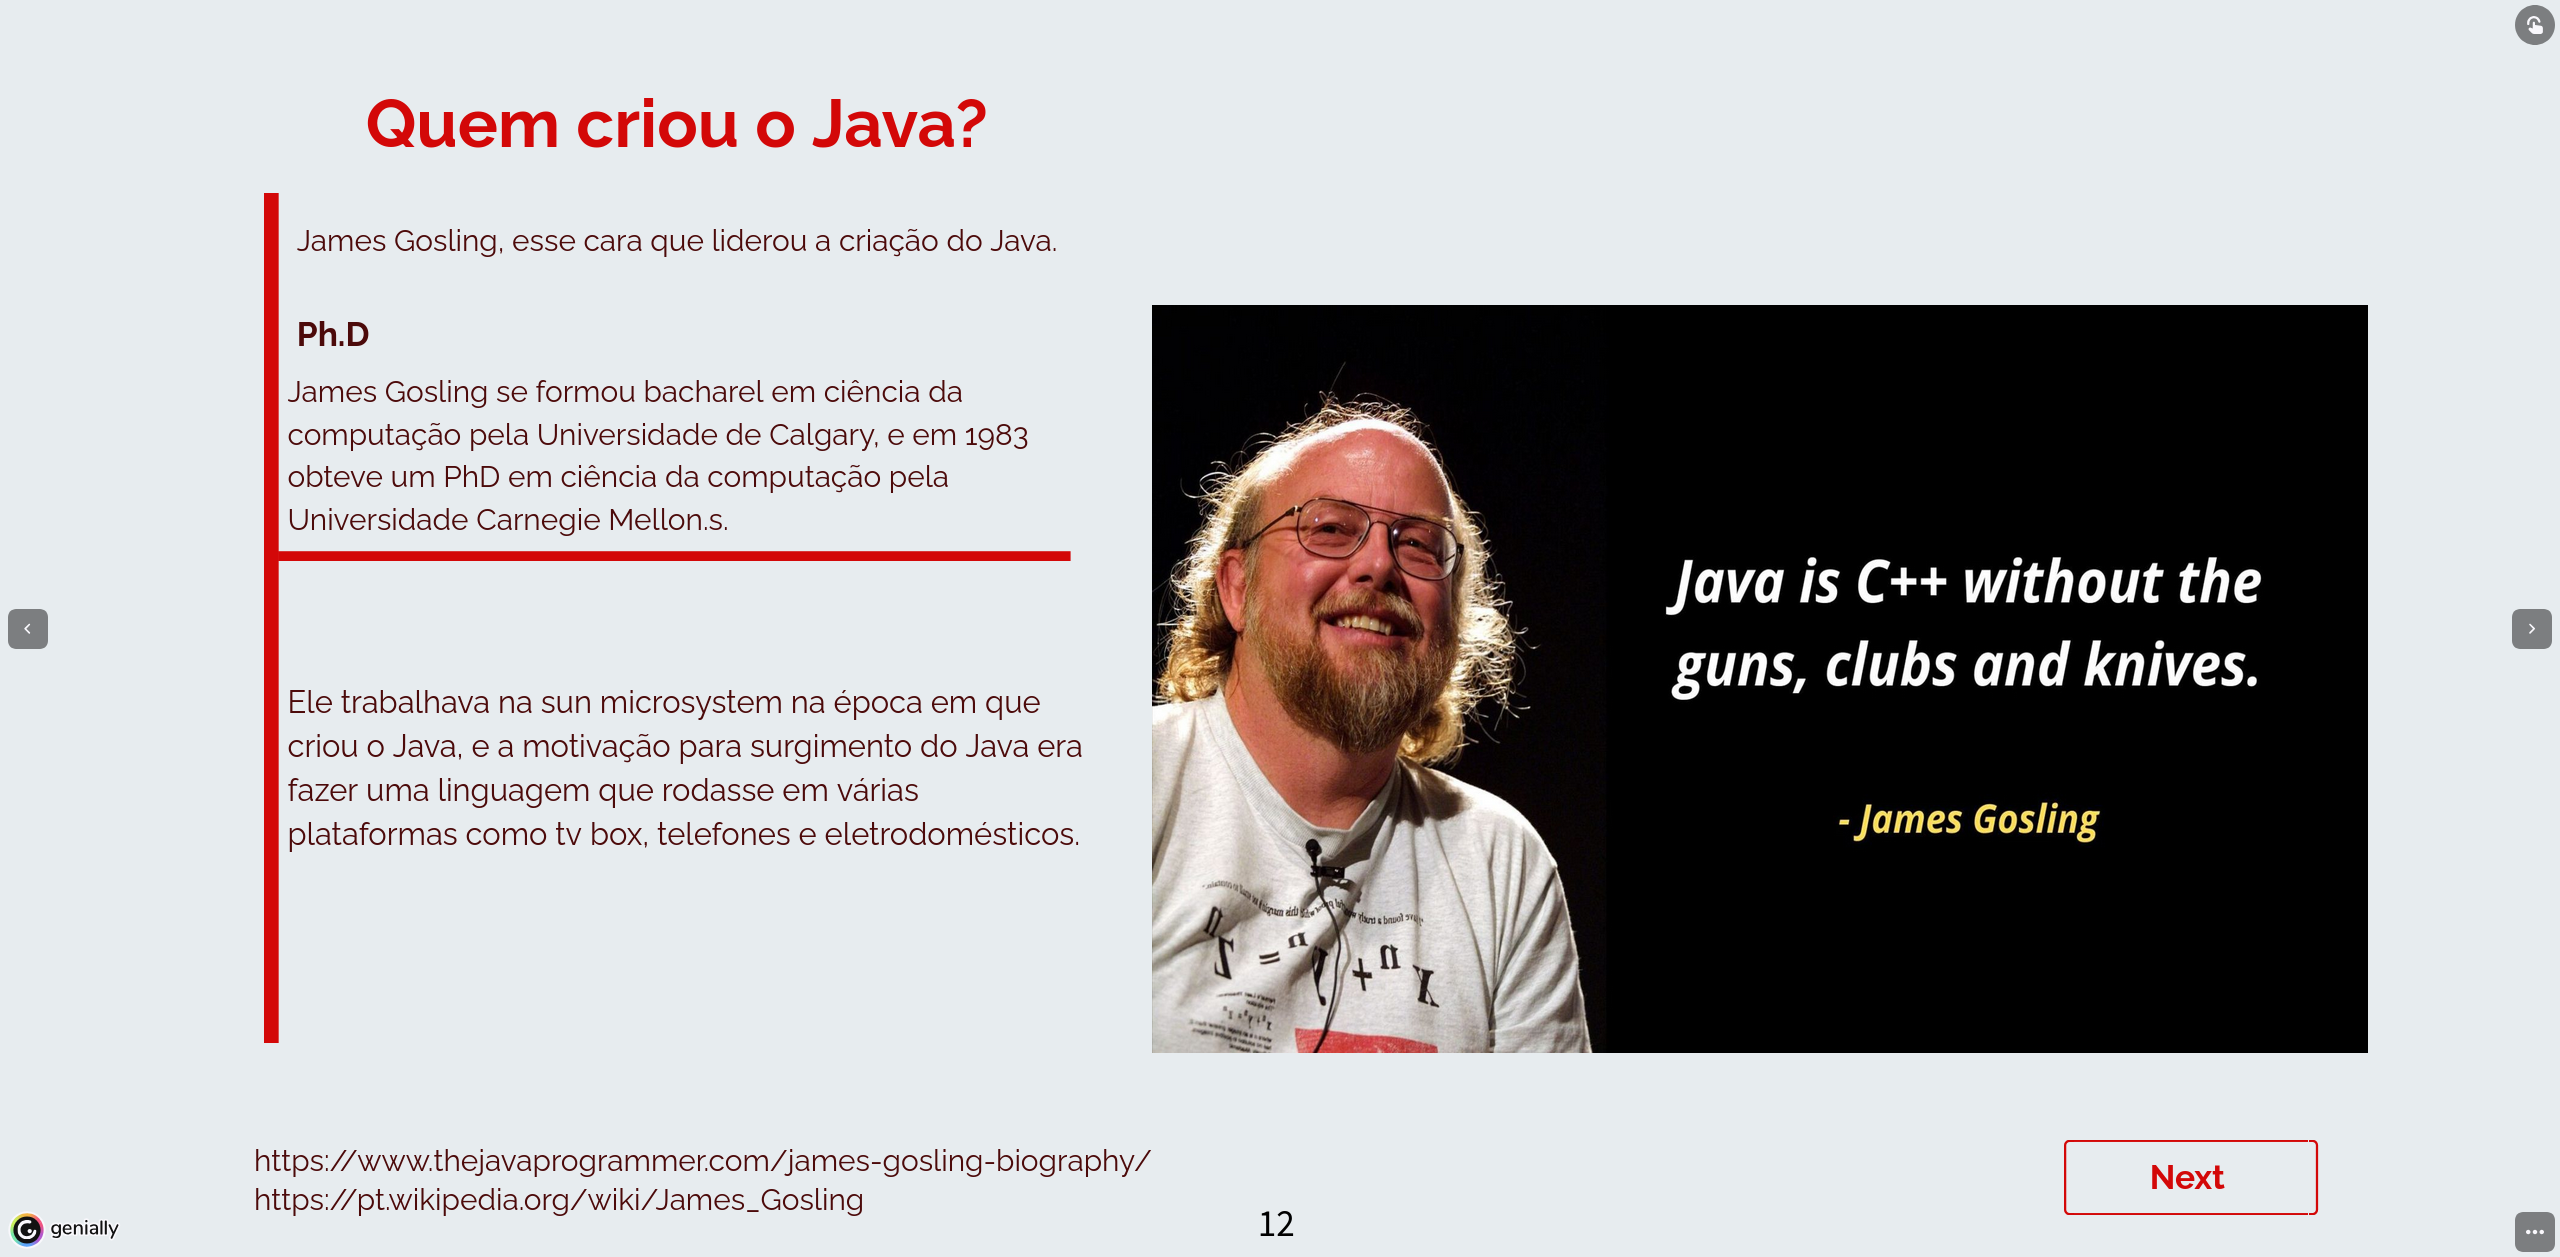 Quem criou o Java?
James Gosling, esse cara que liderou a criação do Java.
Ph.D
James Gosling se formou bacharel em ciência da
computação pela Universidade de Calgary, e em 1983
obteve um PhD em ciência da computação pela
Universidade Carnegie Mellon.s.
Ele trabalhava na sun microsystem na época em que
criou o Java, e a motivação para surgimento do Java era
fazer uma linguagem que rodasse em várias
plataformas como tv box, telefones e eletrodomésticos.
Java is C++ without the
guns, clubs and knives.
- James Gosling
x n + y n = z n
https://www.thejavaprogrammer.com/james-gosling-biography/
https://pt.wikipedia.org/wiki/James_Gosling
Next
12
genially